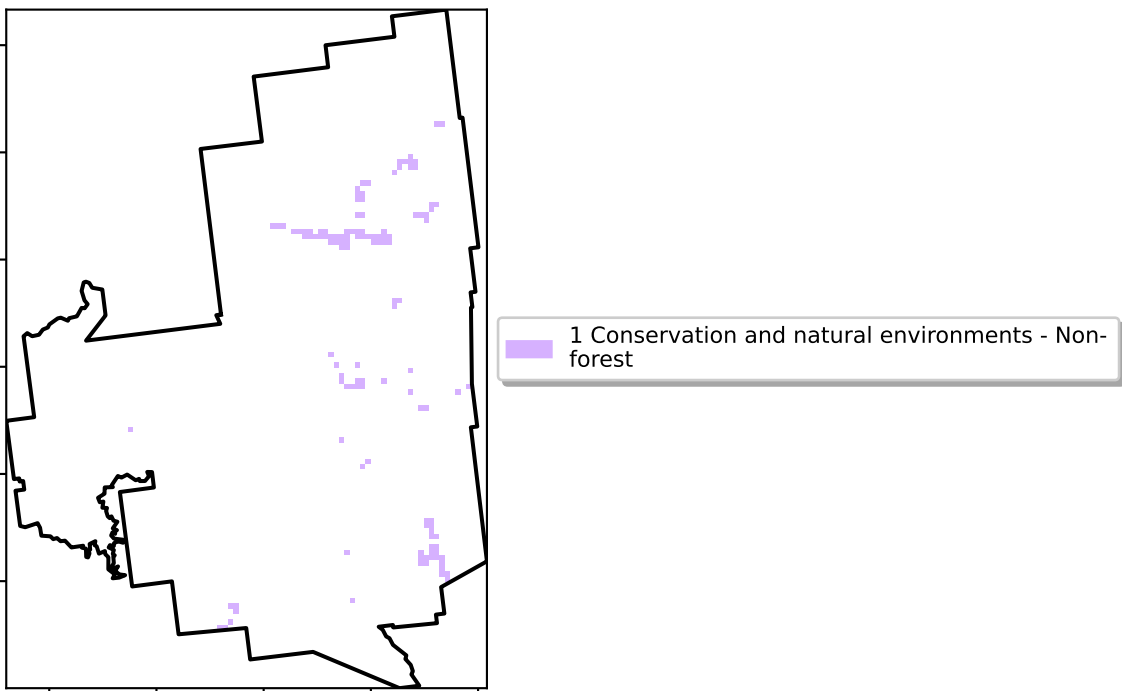 1 Conservation and natural environments - Non-
forest